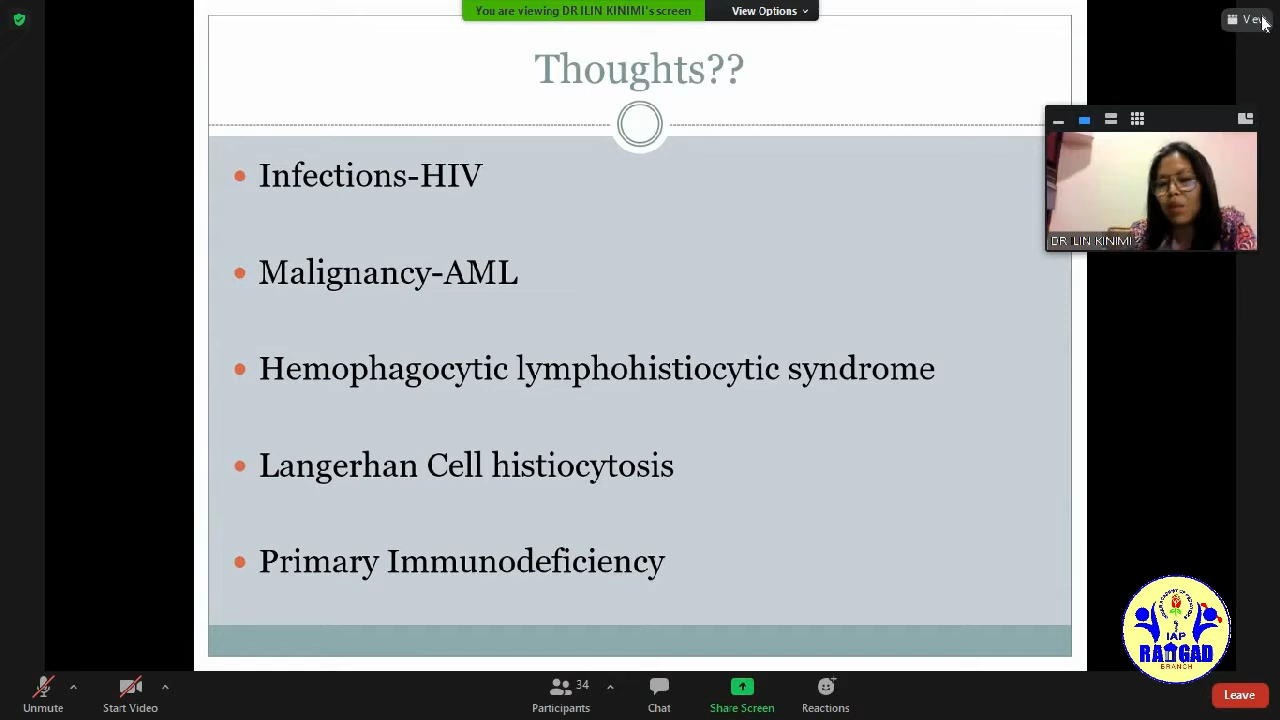 You are viewing DR ILIN KINIMI's screen
View Options
Thoughts??
DR ILIN KINIMI
Infections-HIV
Malignancy-AML
Hemophagocytic lymphohistiocytic syndrome
Langerhan Cell histiocytosis
Primary Immunodeficiency
IAP
RAIGAD
BRANCH
Unmute
Start Video
34
Participants
Chat
Share Screen
Reactions
Leave